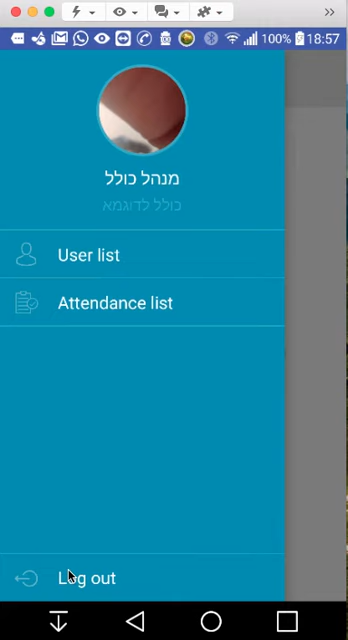 100% 18:57
מנהל כולל
כולל לדוגמא
User list
Attendance list
Log out